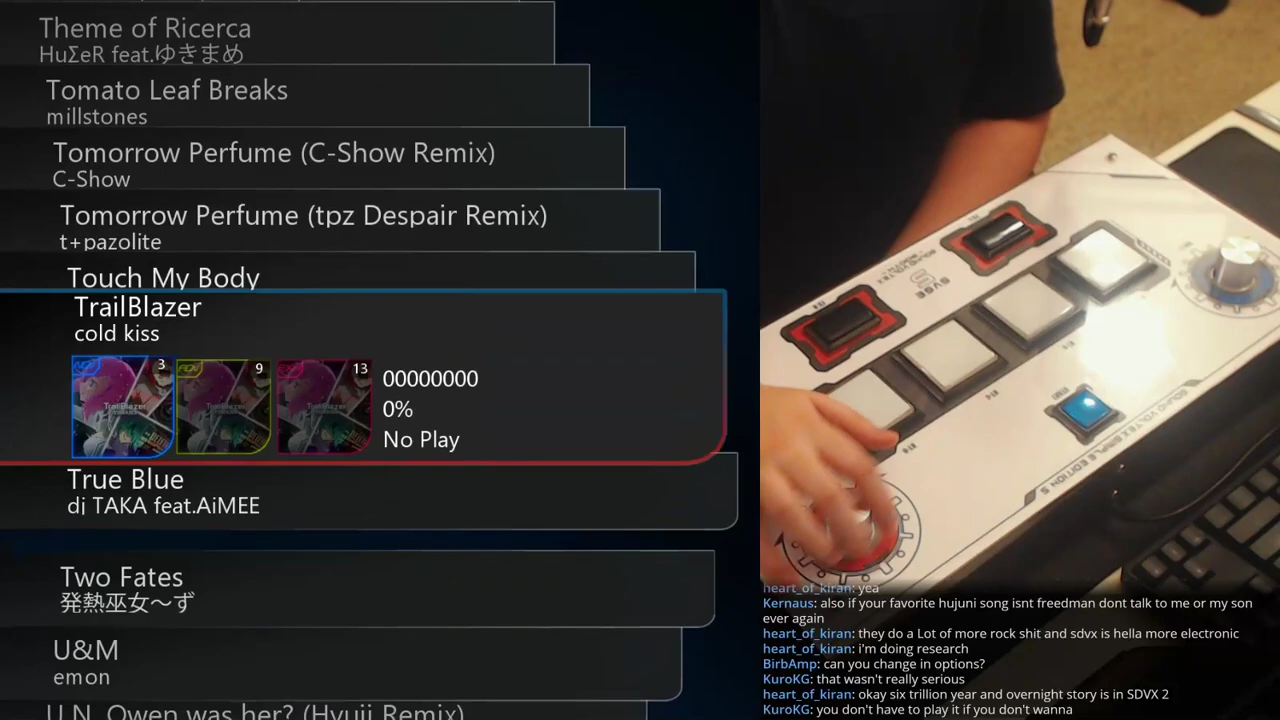 Theme of Ricerca
HuΣeR feat.ゆきまめ
Tomato Leaf Breaks
millstones
Tomorrow Perfume (C-Show Remix)
C-Show
Tomorrow Perfume (tpz Despair Remix)
t+pazolite
Touch My Body
TrailBlazer
cold kiss
3
9
13
00000000
0%
No Play
True Blue
dj TAKA feat.AiMEE
Two Fates
発熱巫女～ず
U&M
emon
U.N. Owen was her? (Hyuji Remix)
SOUND VOLTEX SIMPLE EDITION S
heart_of_kiran: yea
Kernaus: also if your favorite hujuni song isnt freedman dont talk to me or my son
ever again
heart_of_kiran: they do a Lot of more rock shit and sdvx is hella more electronic
heart_of_kiran: i'm doing research
BirbAmp: can you change in options?
KuroKG: that wasn't really serious
heart_of_kiran: okay six trillion year and overnight story is in SDVX 2
KuroKG: you don't have to play it if you don't wanna